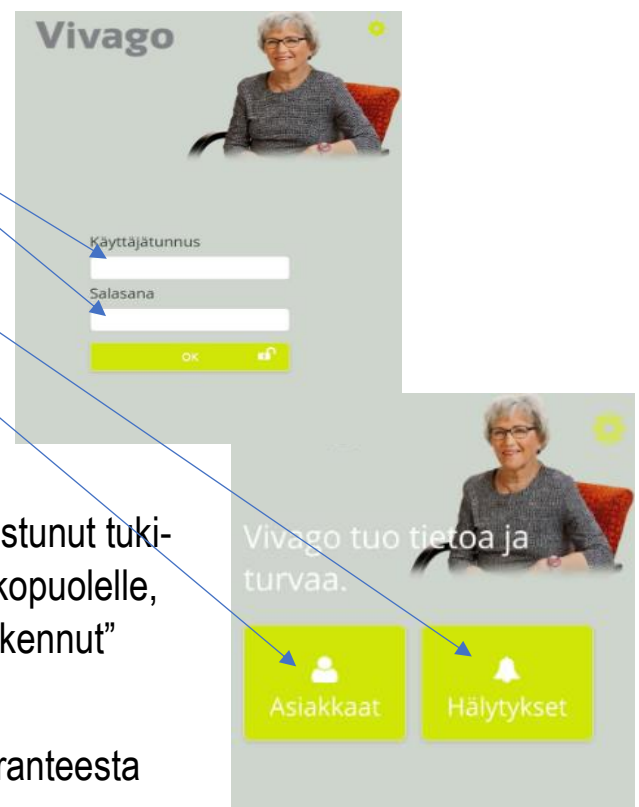 Vivago
Käyttäjätunnus
Salasana
OK
stunut tuki-
kopuolelle,
kennut”
ranteesta
Vivago tuo tietoa ja
turvaa.
Asiakkaat
Hälytykset